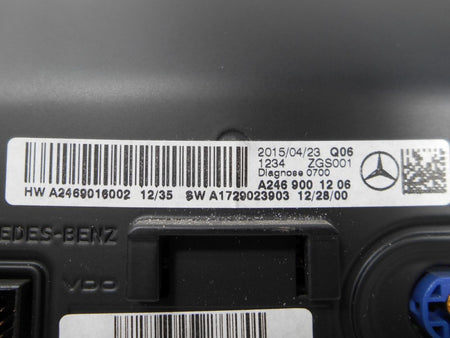 2015/04/23 Q06
1234 ZGS001
Diagnose 0700
A246 900 12 06
HW A2469016002 12/35 SW A1729023903 12/28/00
EDES-BENZ
VDO